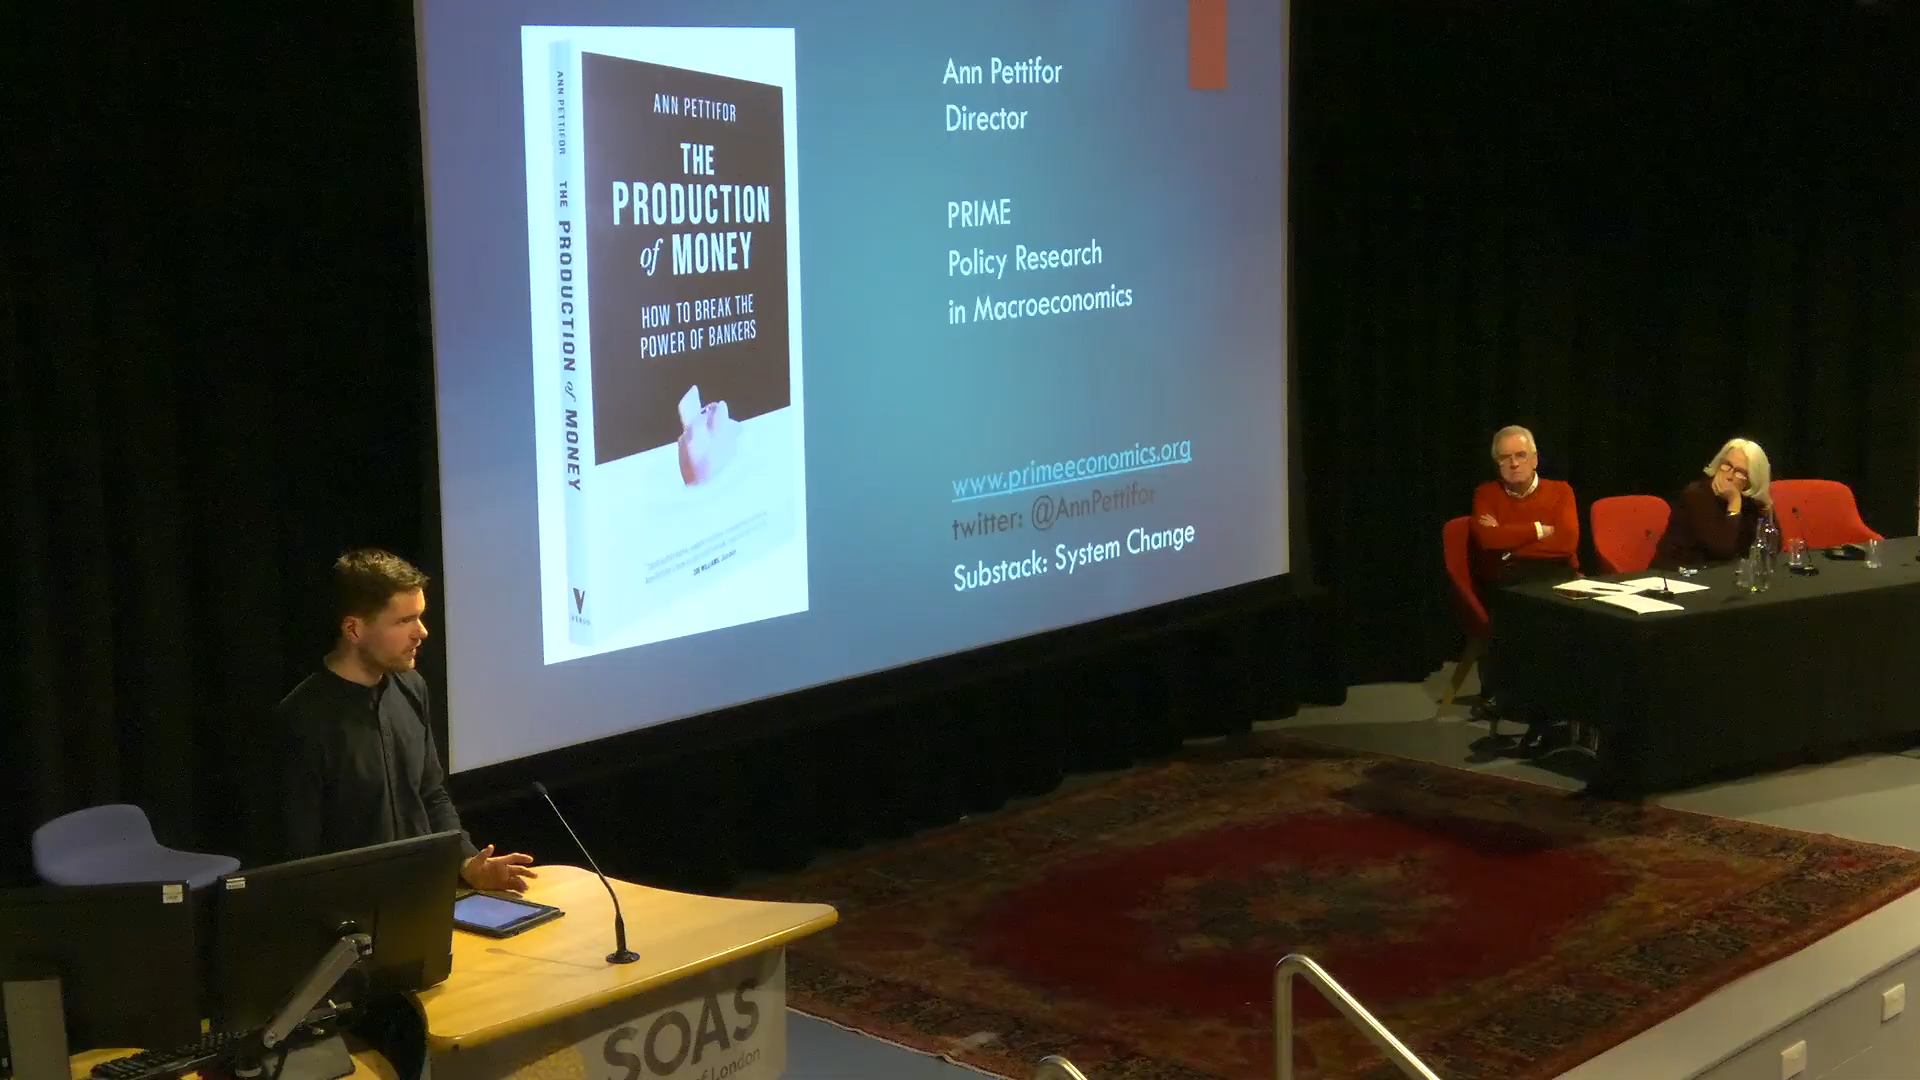 ANN PETTIFOR THE PRODUCTION of MONEY
ANN PETTIFOR
THE
PRODUCTION
of MONEY
HOW TO BREAK THE
POWER OF BANKERS
Ann Pettifor
Director
PRIME
Policy Research
in Macroeconomics
www.primeeconomics.org
twitter: @AnnPettifor
Substack: System Change
SOAS
of London